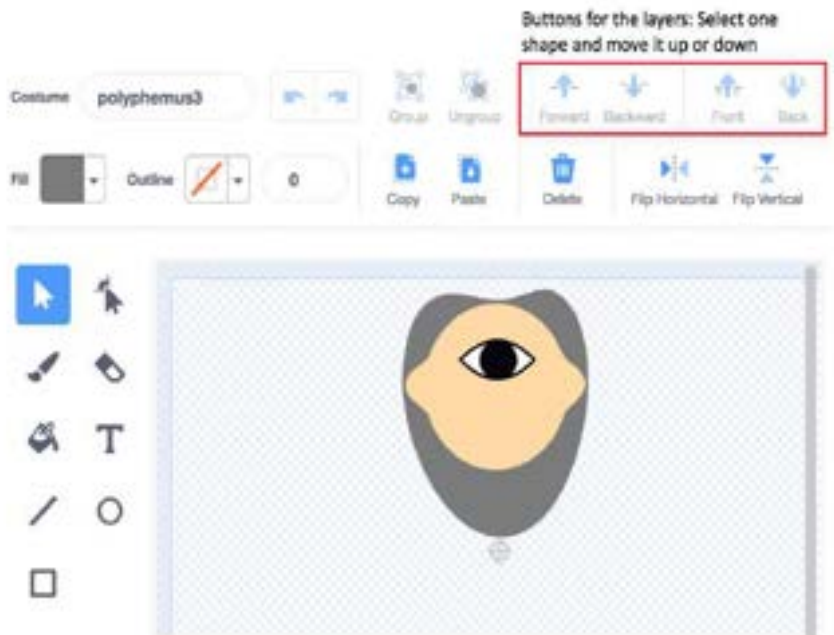 Buttons for the layers: Select one
shape and move it up or down
Costume polyphemus3 Group Ungroup Forward Backward Front Back
Fill Outline 0 Copy Paste Delete Flip Horizontal Flip Vertical
T